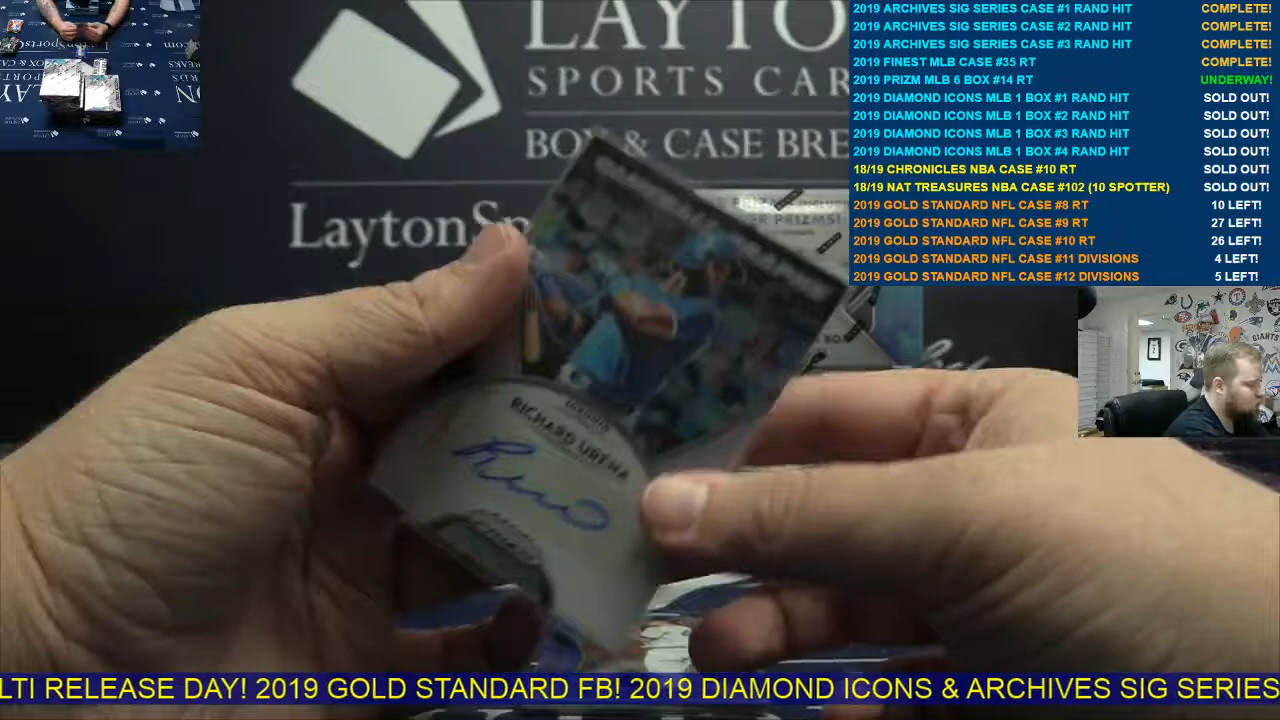 LAYTO
SPORTS CAR
BOX & CASE BRE
LaytonSp
RICHARD UREÑA
2019 ARCHIVES SIG SERIES CASE #1 RAND HIT COMPLETE!
2019 ARCHIVES SIG SERIES CASE #2 RAND HIT COMPLETE!
2019 ARCHIVES SIG SERIES CASE #3 RAND HIT COMPLETE!
2019 FINEST MLB CASE #35 RT COMPLETE!
2019 PRIZM MLB 6 BOX #14 RT UNDERWAY!
2019 DIAMOND ICONS MLB 1 BOX #1 RAND HIT SOLD OUT!
2019 DIAMOND ICONS MLB 1 BOX #2 RAND HIT SOLD OUT!
2019 DIAMOND ICONS MLB 1 BOX #3 RAND HIT SOLD OUT!
2019 DIAMOND ICONS MLB 1 BOX #4 RAND HIT SOLD OUT!
18/19 CHRONICLES NBA CASE #10 RT SOLD OUT!
18/19 NAT TREASURES NBA CASE #102 (10 SPOTTER) SOLD OUT!
2019 GOLD STANDARD NFL CASE #8 RT 10 LEFT!
2019 GOLD STANDARD NFL CASE #9 RT 27 LEFT!
2019 GOLD STANDARD NFL CASE #10 RT 26 LEFT!
2019 GOLD STANDARD NFL CASE #11 DIVISIONS 4 LEFT!
2019 GOLD STANDARD NFL CASE #12 DIVISIONS 5 LEFT!
LTI RELEASE DAY! 2019 GOLD STANDARD FB! 2019 DIAMOND ICONS & ARCHIVES SIG SERIES